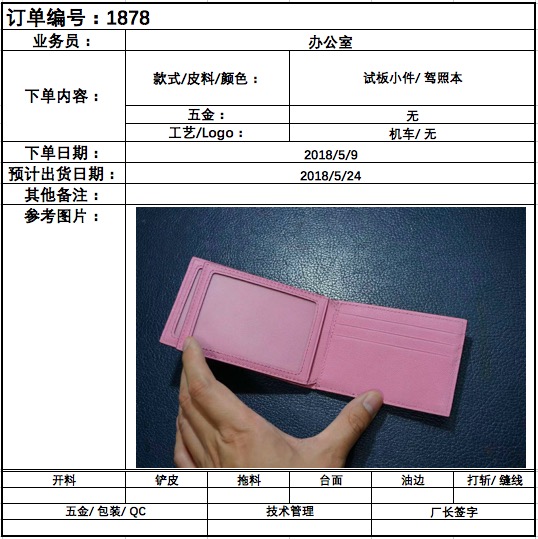 订单编号：1878
业务员： 办公室
下单内容： 款式/皮料/颜色： 试板小件/ 驾照本
五金： 无
工艺/Logo： 机车/ 无
下单日期： 2018/5/9
预计出货日期： 2018/5/24
其他备注：
参考图片：
开料 铲皮 拖料 台面 油边 打斩/ 缝线
五金/ 包装/ QC 技术管理 厂长签字